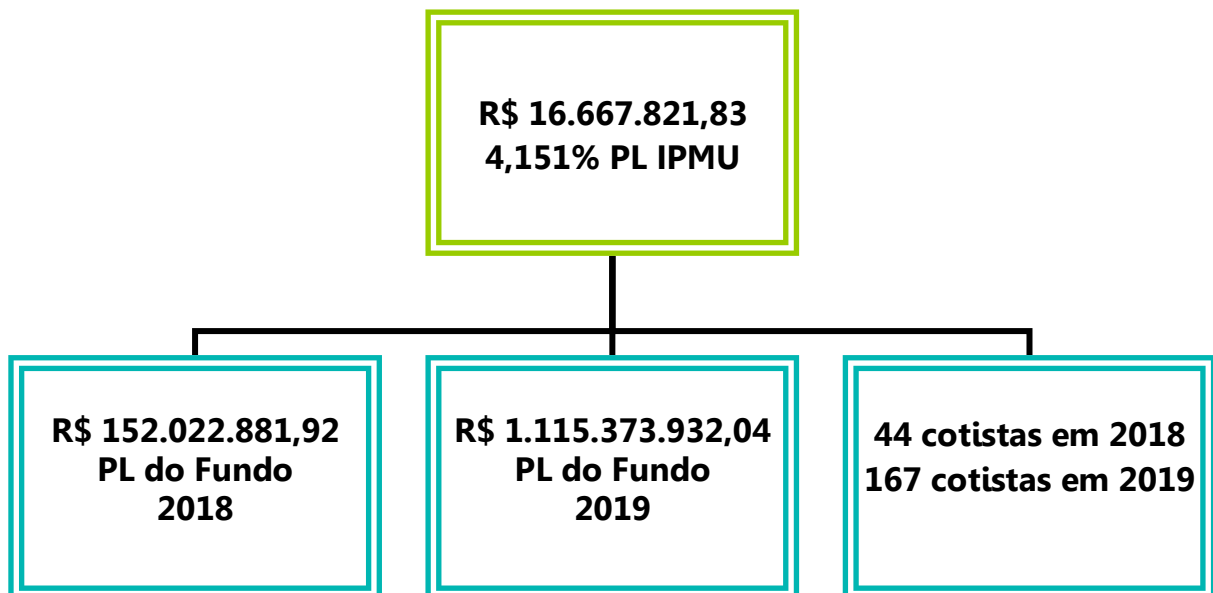 R$ 16.667.821,83
4,151% PL IPMU
R$ 152.022.881,92
PL do Fundo
2018
R$ 1.115.373.932,04
PL do Fundo
2019
44 cotistas em 2018
167 cotistas em 2019